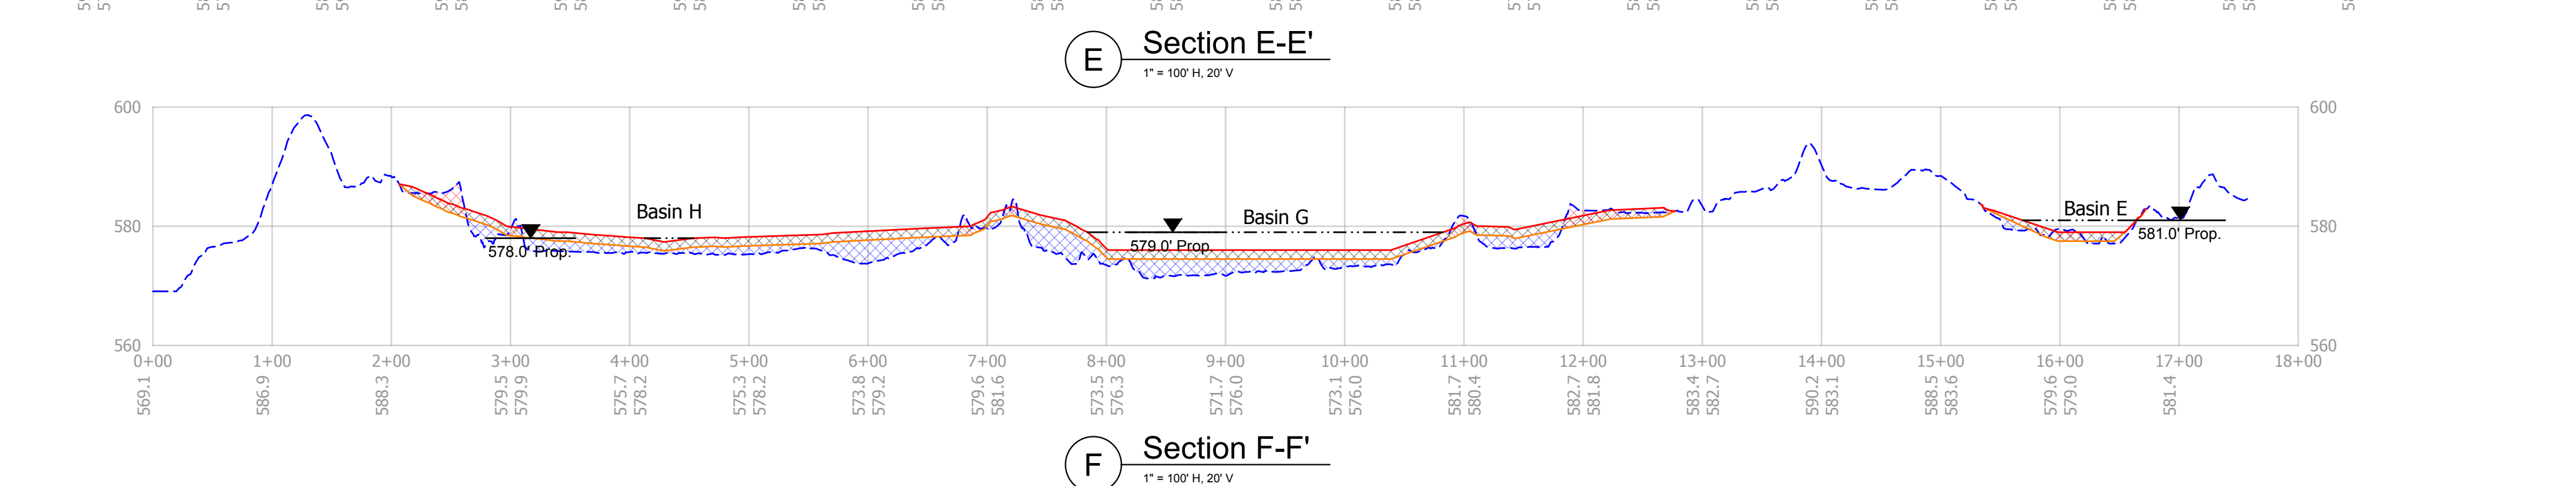 E
Section E-E'
1" = 100' H, 20' V
600
600
Basin H
Basin G
Basin E
580
580
578.0' Prop.
579.0' Prop.
581.0' Prop.
560
560
0+00 1+00 2+00 3+00 4+00 5+00 6+00 7+00 8+00 9+00 10+00 11+00 12+00 13+00 14+00 15+00 16+00 17+00 18+00
569.1
586.9
588.3
579.5
579.9
575.7
578.2
575.3
578.2
573.8
579.2
579.6
581.6
573.5
576.3
571.7
576.0
573.1
576.0
581.7
580.4
582.7
581.8
583.4
582.7
590.2
583.1
588.5
583.6
579.6
579.0
581.4
F
Section F-F'
1" = 100' H, 20' V